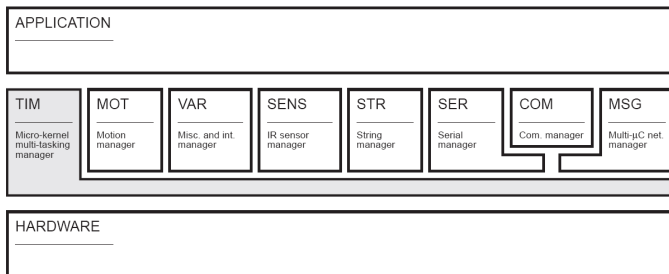 APPLICATION
TIM
Micro-kernel
multi-tasking
manager
MOT
Motion
manager
VAR
Misc. and int.
manager
SENS
IR sensor
manager
STR
String
manager
SER
Serial
manager
COM
Com. manager
MSG
Multi-µC net.
manager
HARDWARE